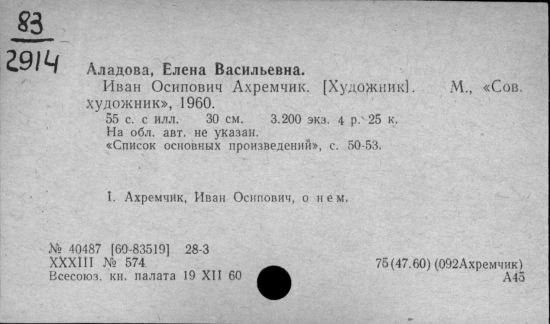 83
2914
Аладова, Елена Васильевна.
Иван Осипович Ахремчик. [Художник]. М., «Сов.
художник», 1960.
55 с. с илл. 30 см. 3.200 экз. 4 р. 25 к.
На обл. авт. не указан.
«Список основных произведений», с. 50-53.
I. Ахремчик, Иван Осипович, о нем.
№ 40487 [60-83519] 28-3
XXXIII № 574
75(47.60)(092Ахремчик)
Всесоюз. кн. палата 19 XII 60
А45